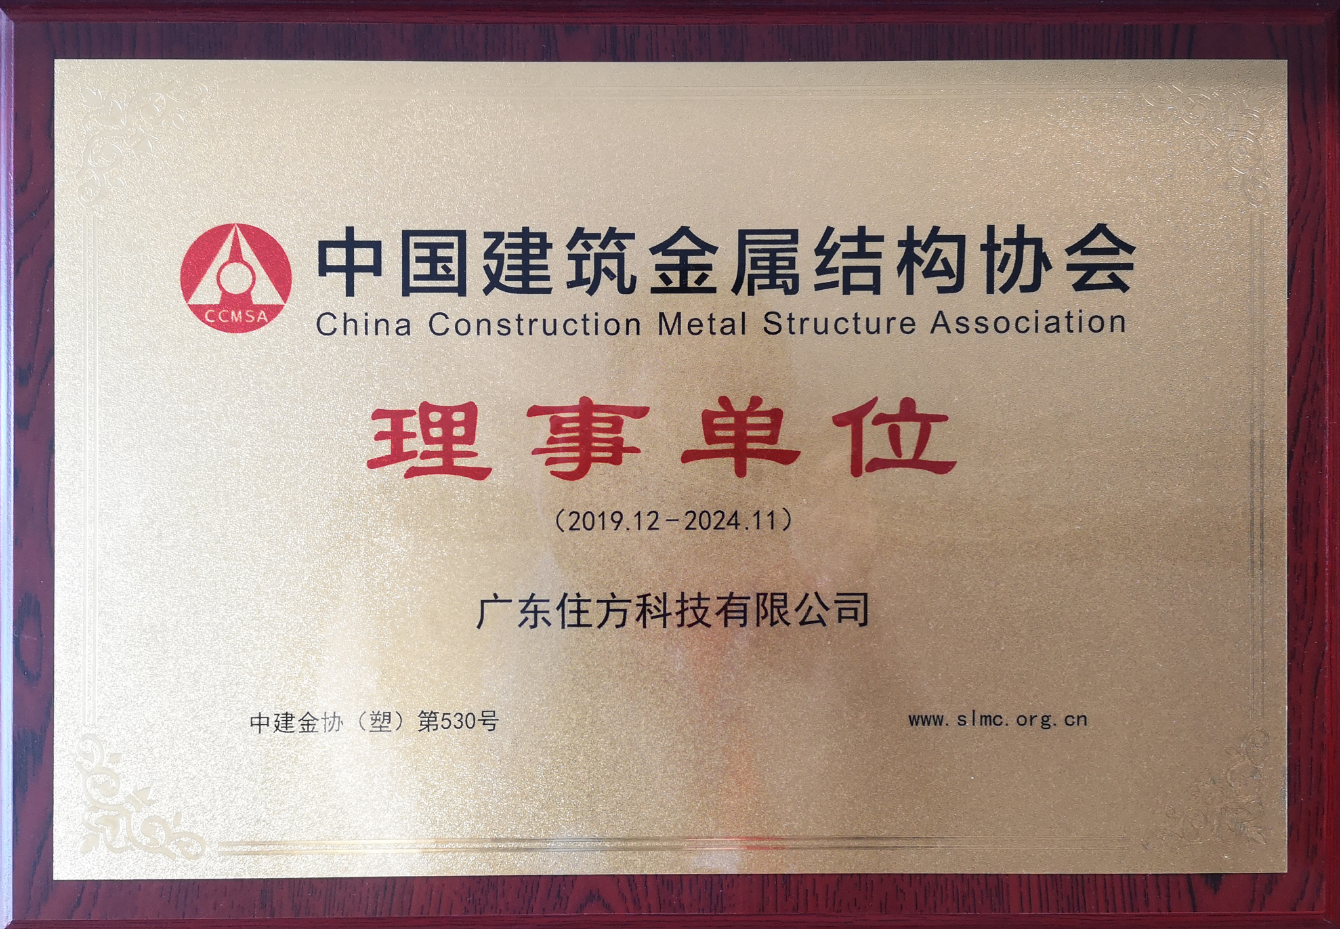 中国建筑金属结构协会
CCMSA
China Construction Metal Structure Association
理事单位
（2019.12－2024.11）
广东住方科技有限公司
中建金协（塑）第530号
www.slmc.org.cn